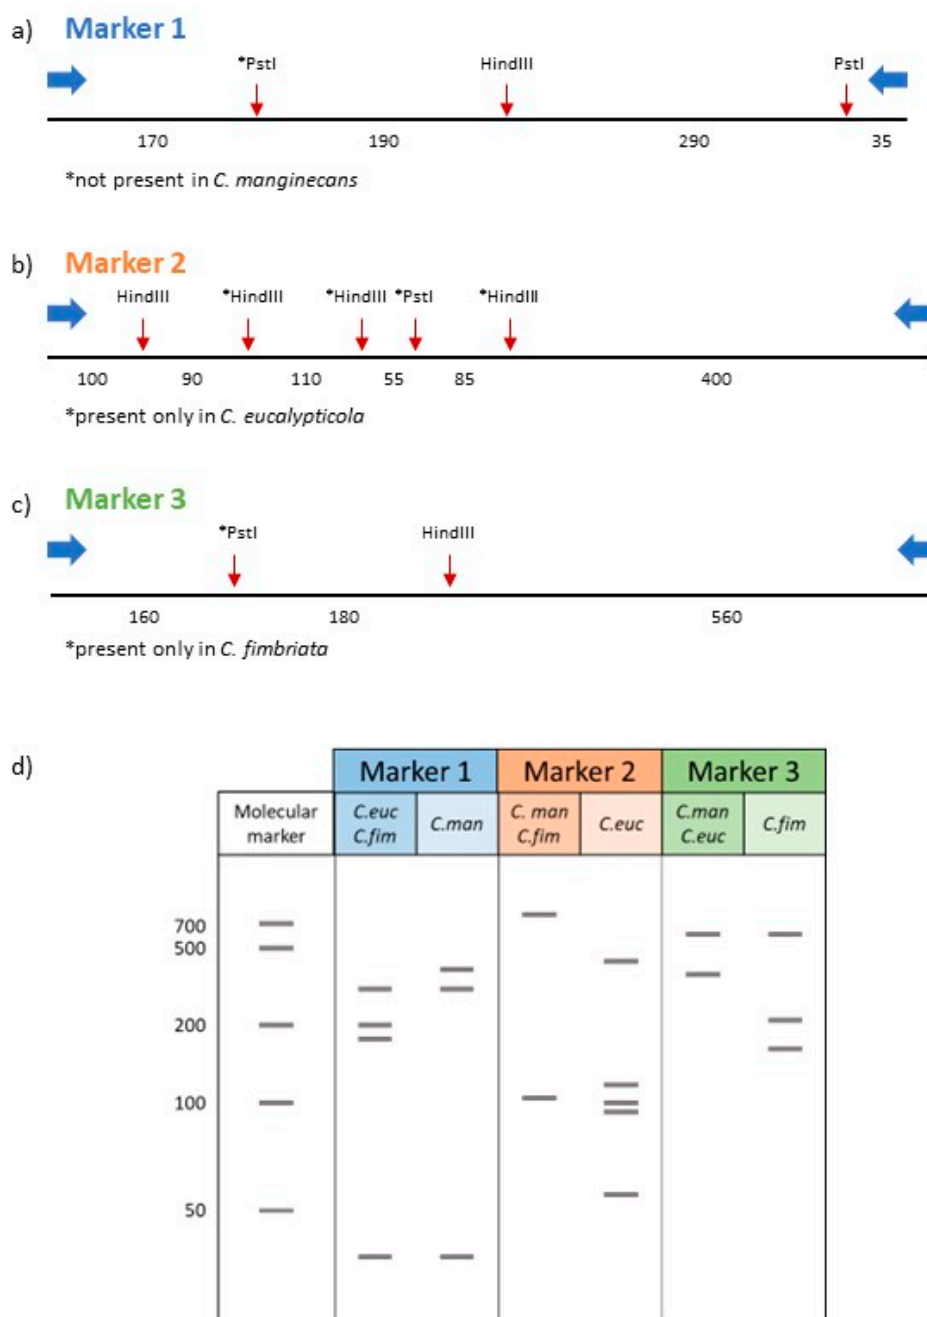 a) Marker 1
*PstI HindIII PstI
170 190 290 35
*not present in C. manginecans
b) Marker 2
HindIII *HindIII *HindIII *PstI *HindIII
100 90 110 55 85 400
*present only in C. eucalypticola
c) Marker 3
*PstI HindIII
160 180 560
*present only in C. fimbriata
d)
Marker 1 Marker 2 Marker 3
Molecular marker C.euc C.fim C.man C. man C.fim C.euc C.man C.euc C.fim
700
500
200
100
50